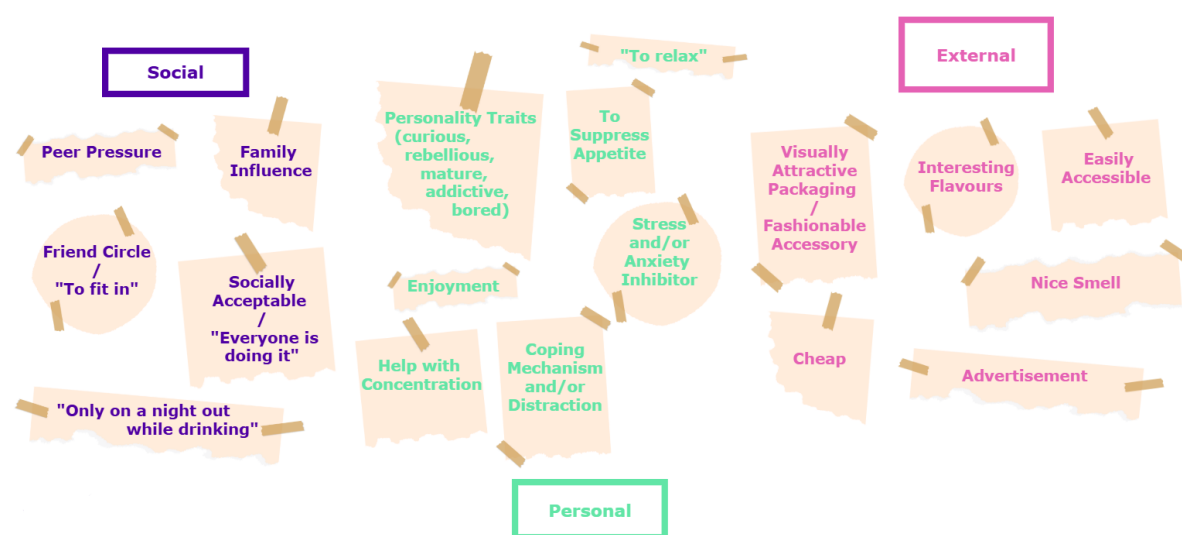 Social
Peer Pressure
Family
Influence
Friend Circle
/
"To fit in"
Socially
Acceptable
/
"Everyone is
doing it"
"Only on a night out
while drinking"
"To relax"
Personality Traits
(curious,
rebellious,
mature,
addictive,
bored)
To
Suppress
Appetite
Stress
and/or
Anxiety
Inhibitor
Enjoyment
Help with
Concentration
Coping
Mechanism
and/or
Distraction
Personal
External
Visually
Attractive
Packaging
/
Fashionable
Accessory
Interesting
Flavours
Easily
Accessible
Nice Smell
Cheap
Advertisement